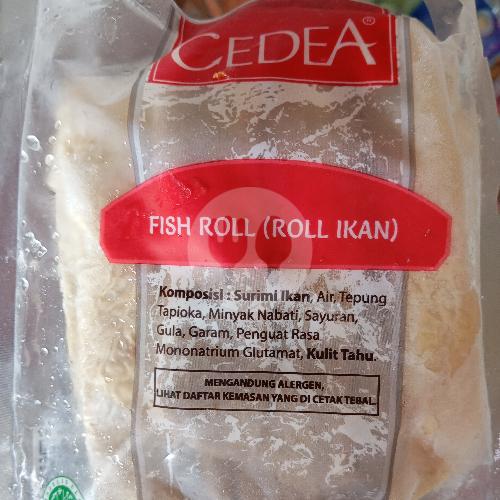 CEDEA®
FISH ROLL (ROLL IKAN)
Komposisi : Surimi Ikan, Air, Tepung
Tapioka, Minyak Nabati, Sayuran,
Gula, Garam, Penguat Rasa
Mononatrium Glutamat, Kulit Tahu.
MENGANDUNG ALERGEN,
LIHAT DAFTAR KEMASAN YANG DI CETAK TEBAL.